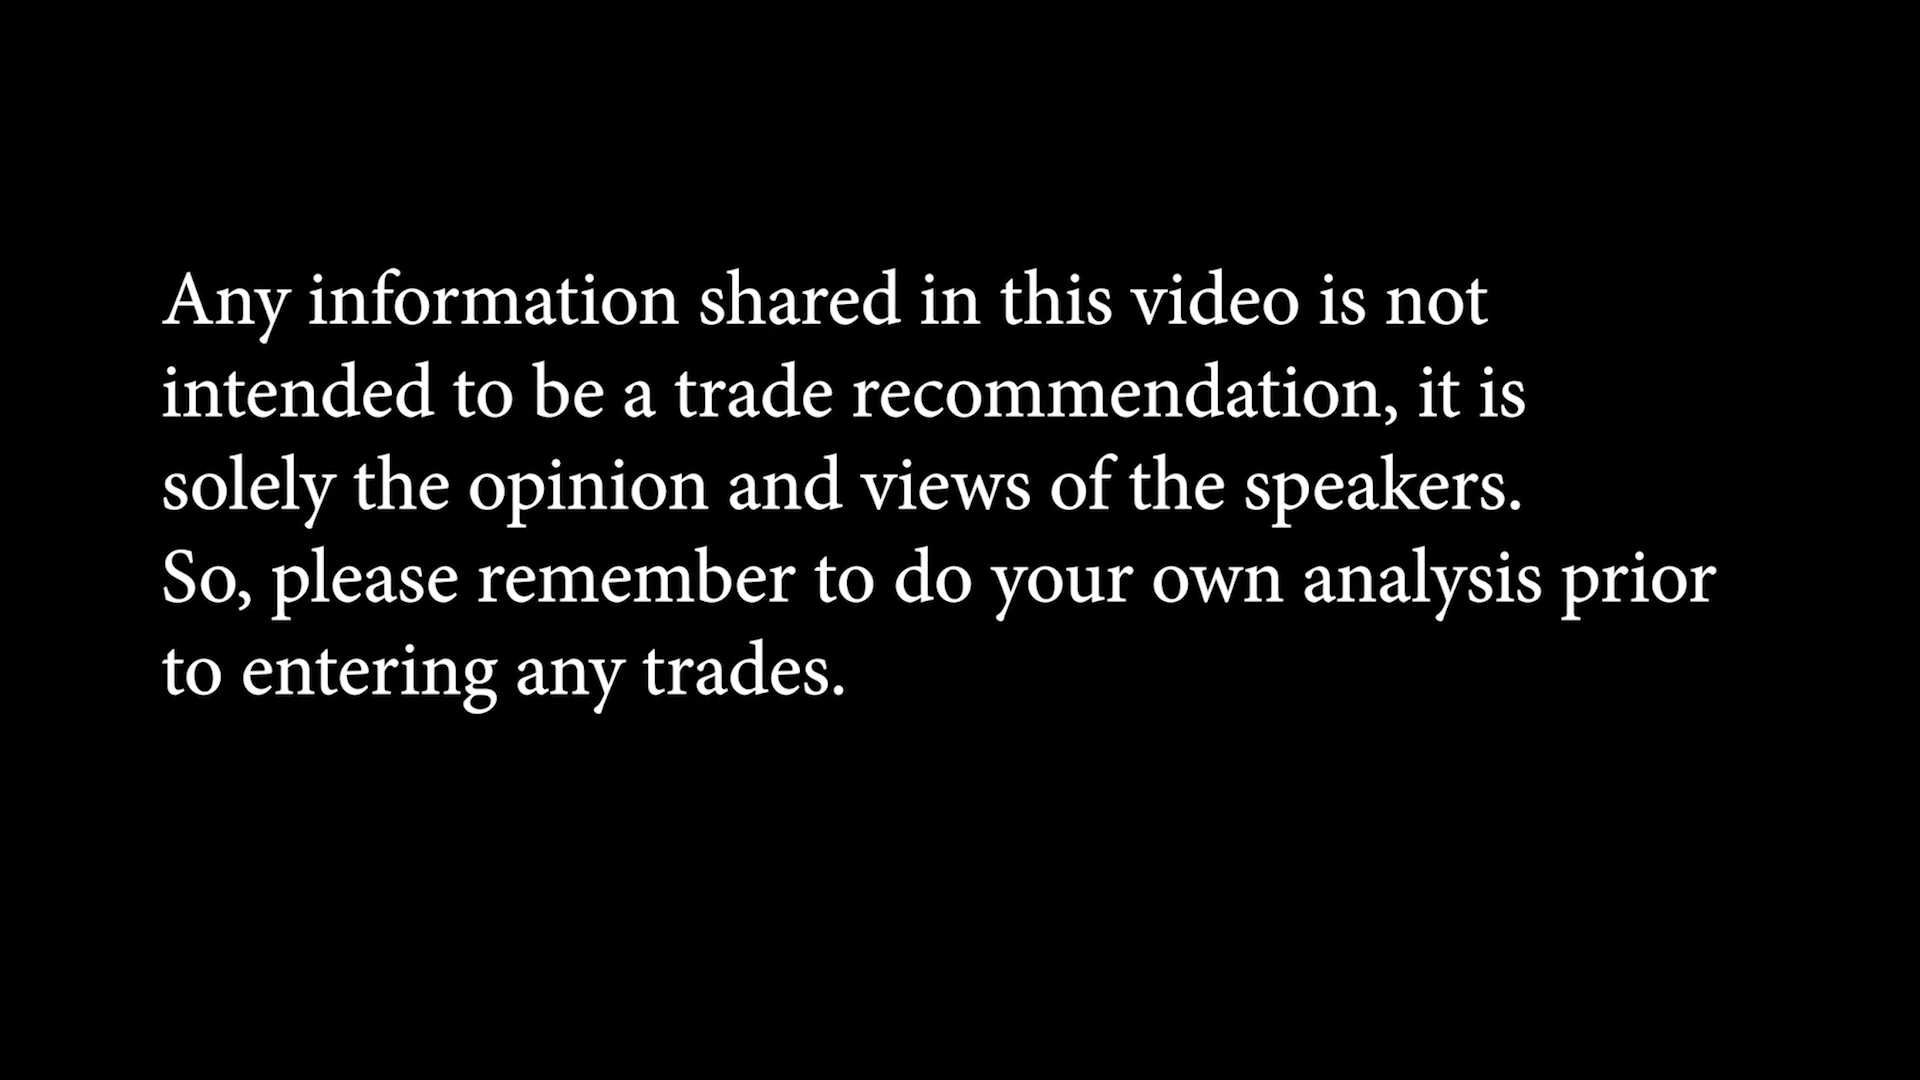 Any information shared in this video is not
intended to be a trade recommendation, it is
solely the opinion and views of the speakers.
So, please remember to do your own analysis prior
to entering any trades.